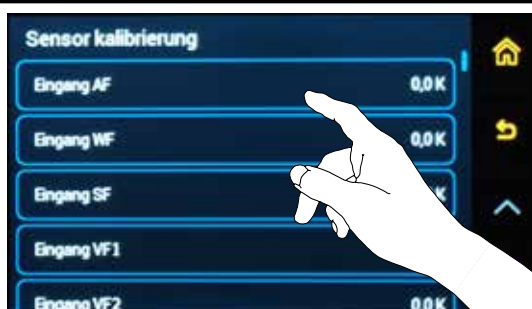 Sensor kalibrierung
Eingang AF 0,0 K
Eingang WF 0,0 K
Eingang SF K
Eingang VF1
Eingang VF2 0,0 K